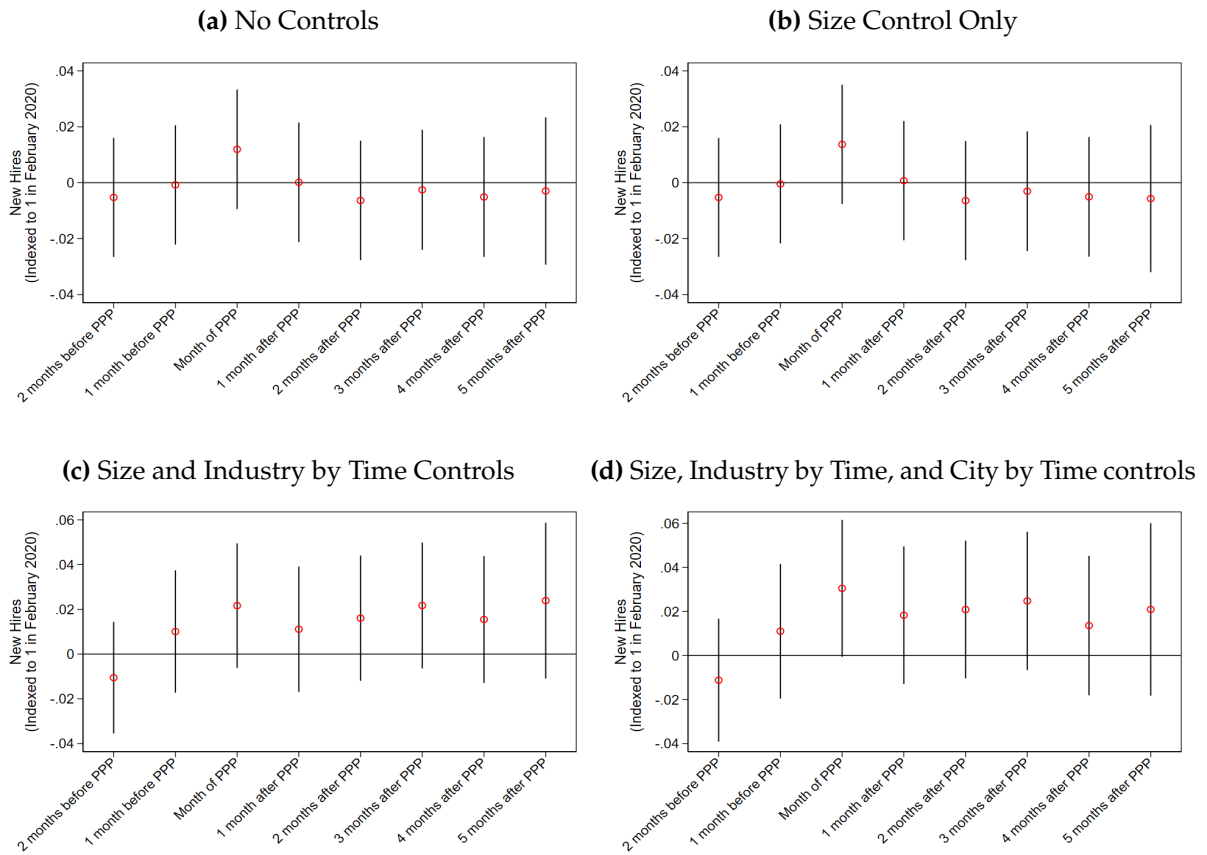 (a) No Controls
New Hires
(Indexed to 1 in February 2020)
.04
.02
0
-.02
-.04
2 months before PPP
1 month before PPP
Month of PPP
1 month after PPP
2 months after PPP
3 months after PPP
4 months after PPP
5 months after PPP
(b) Size Control Only
New Hires
(Indexed to 1 in February 2020)
.04
.02
0
-.02
-.04
2 months before PPP
1 month before PPP
Month of PPP
1 month after PPP
2 months after PPP
3 months after PPP
4 months after PPP
5 months after PPP
(c) Size and Industry by Time Controls
New Hires
(Indexed to 1 in February 2020)
.06
.04
.02
0
-.02
-.04
2 months before PPP
1 month before PPP
Month of PPP
1 month after PPP
2 months after PPP
3 months after PPP
4 months after PPP
5 months after PPP
(d) Size, Industry by Time, and City by Time controls
New Hires
(Indexed to 1 in February 2020)
.06
.04
.02
0
-.02
-.04
2 months before PPP
1 month before PPP
Month of PPP
1 month after PPP
2 months after PPP
3 months after PPP
4 months after PPP
5 months after PPP